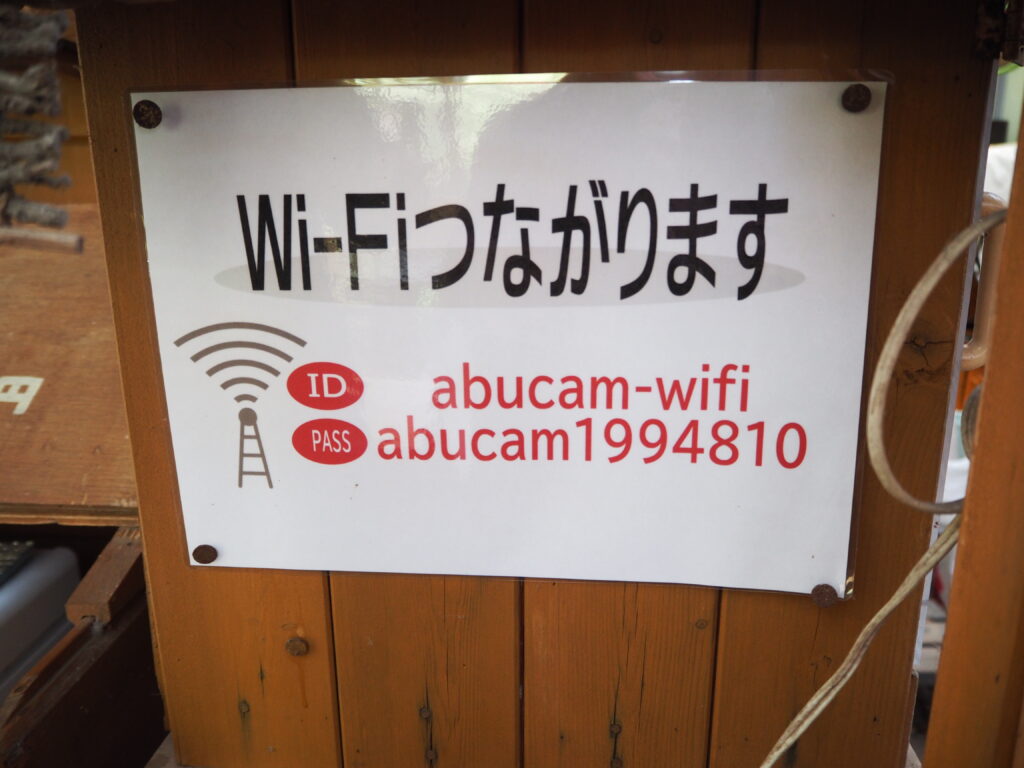 Wi-Fiつながります
ID abucam-wifi
PASS abucam1994810